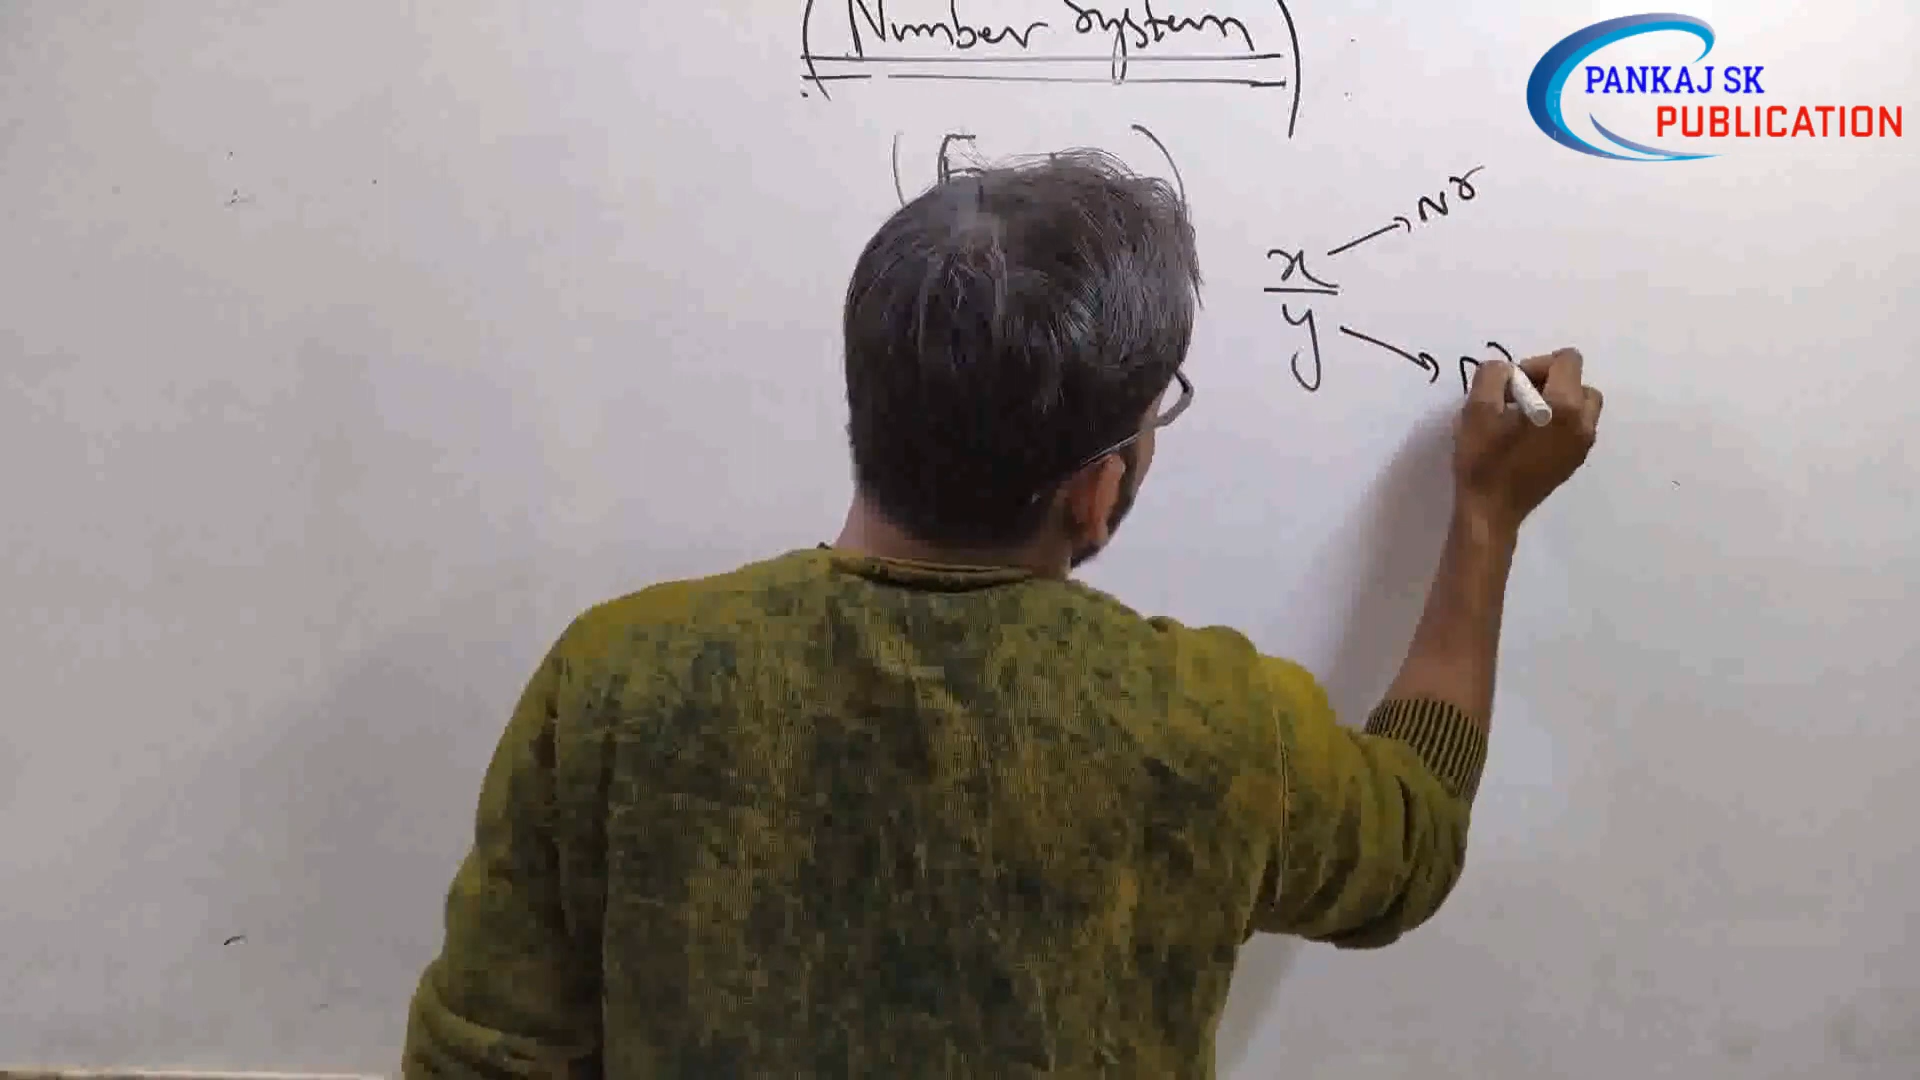 Number System
PANKAJ SK
PUBLICATION
x → Nr
y →